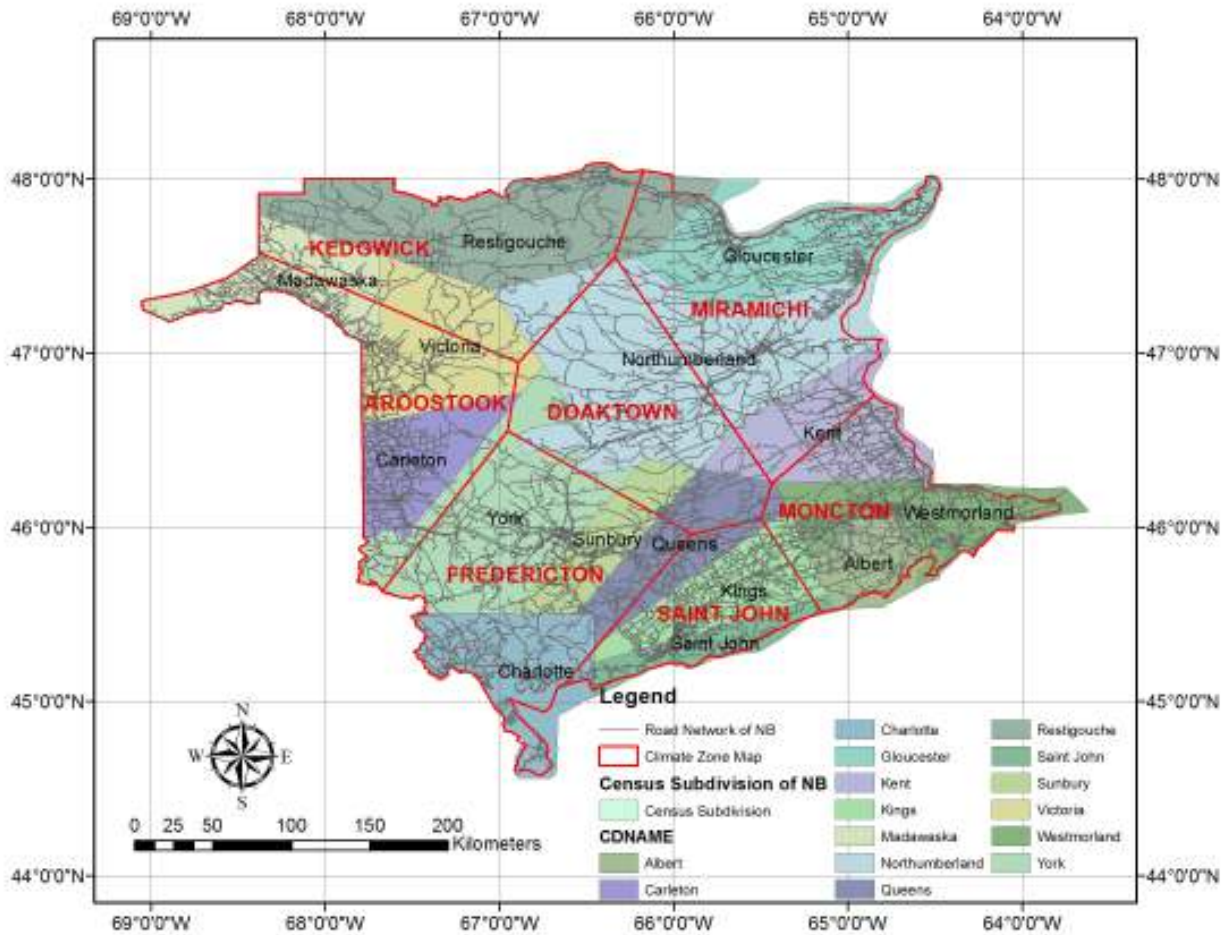 69°0'0"W 68°0'0"W 67°0'0"W 66°0'0"W 65°0'0"W 64°0'0"W
48°0'0"N 48°0'0"N
Restigouche
KEDGWICK
Gloucester
Madawaska
MIRAMICHI
Victoria
47°0'0"N 47°0'0"N
Northumberland
AROOSTOOK DOAKTOWN
Kent
Carleton
York MONCTON Westmorland
46°0'0"N 46°0'0"N
Sunbury Queens
Albert
FREDERICTON
Kings
SAINT JOHN
Saint John
Charlotte
45°0'0"N 45°0'0"N
Legend
Road Network of NB
Climate Zone Map
Census Subdivision of NB
Census Subdivision
CDNAME
Albert
Carleton
Charlotte
Gloucester
Kent
Kings
Madawaska
Northumberland
Queens
Restigouche
Saint John
Sunbury
Victoria
Westmorland
York
N
W E
S
0 25 50 100 150 200
Kilometers
44°0'0"N 44°0'0"N
69°0'0"W 68°0'0"W 67°0'0"W 66°0'0"W 65°0'0"W 64°0'0"W